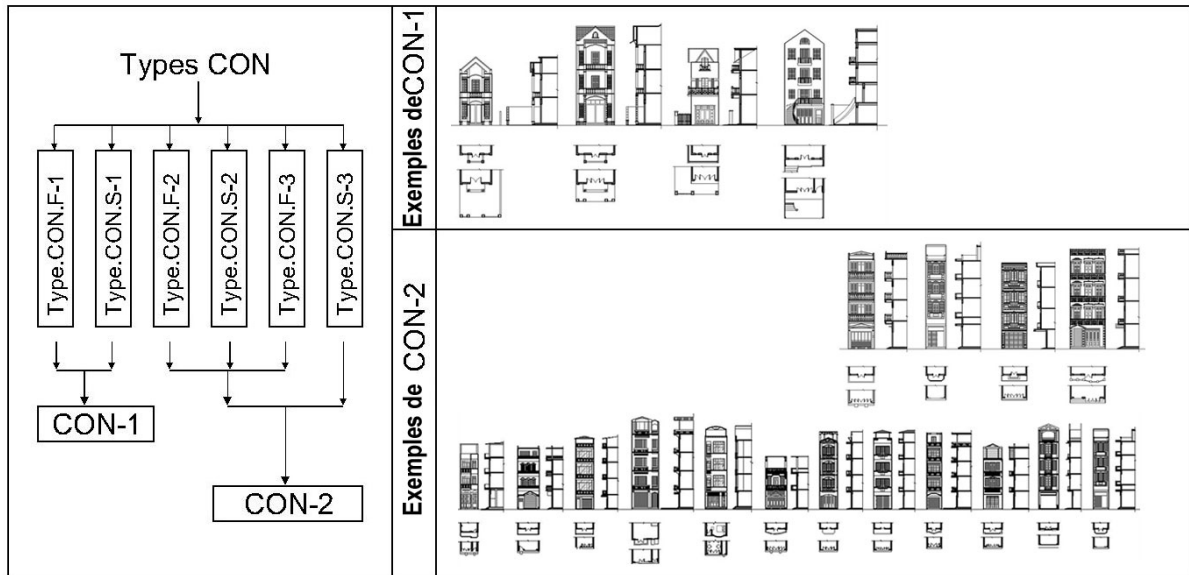 Types CON
Type.CON.F-1
Type.CON.S-1
Type.CON.F-2
Type.CON.S-2
Type.CON.F-3
Type.CON.S-3
CON-1
CON-2
Exemples deCON-1
Exemples de CON-2